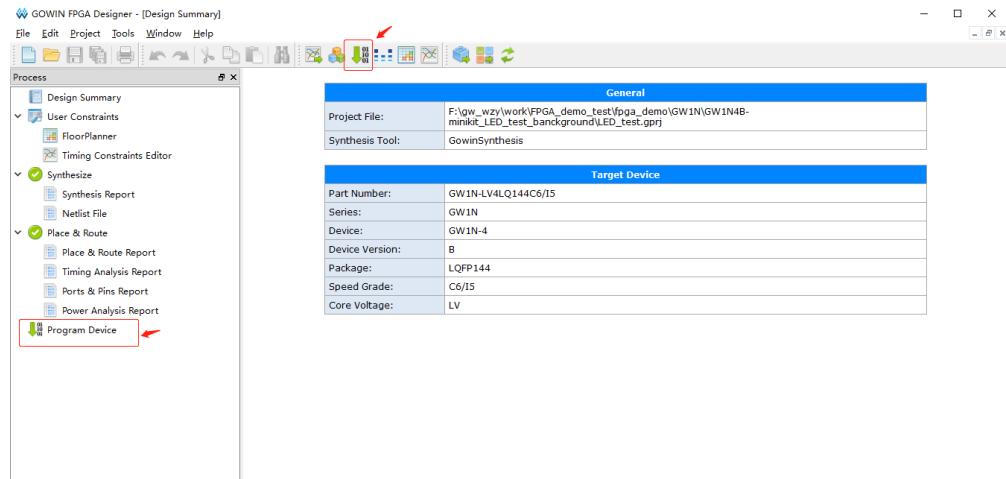 GOWIN FPGA Designer - [Design Summary]
File Edit Project Tools Window Help
Process
Design Summary
User Constraints
FloorPlanner
Timing Constraints Editor
Synthesize
Synthesis Report
Netlist File
Place & Route
Place & Route Report
Timing Analysis Report
Ports & Pins Report
Power Analysis Report
Program Device
General
Project File: F:\gw_wzy\work\FPGA_demo_test\fpga_demo\GW1N\GW1N4B-
minikit_LED_test_banckground\LED_test.gprj
Synthesis Tool: GowinSynthesis
Target Device
Part Number: GW1N-LV4LQ144C6/I5
Series: GW1N
Device: GW1N-4
Device Version: B
Package: LQFP144
Speed Grade: C6/I5
Core Voltage: LV